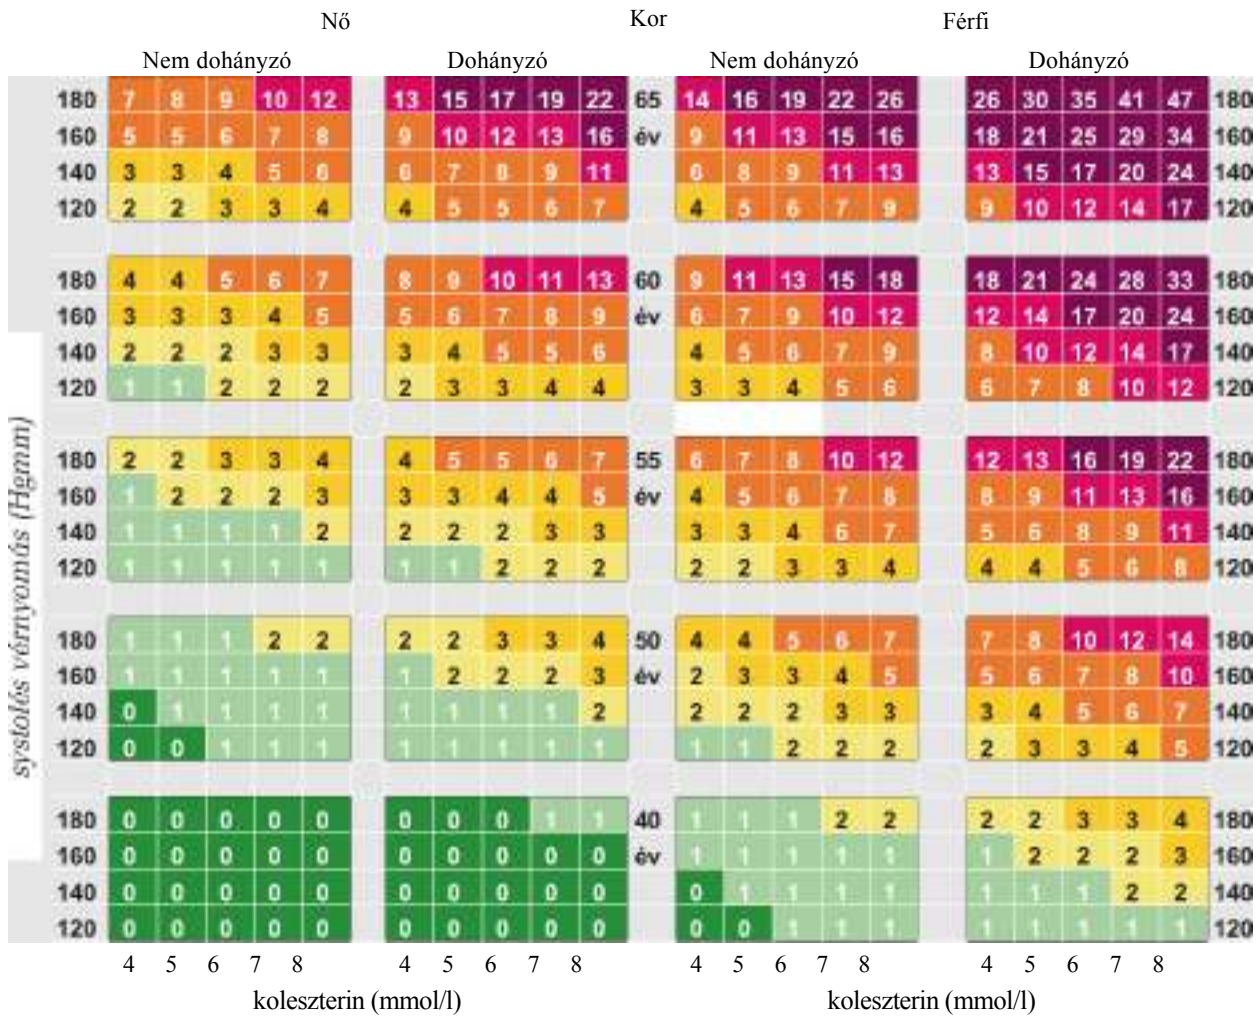 Nő Kor Férfi
Nem dohányzó Dohányzó Nem dohányzó Dohányzó
180 7 8 9 10 12 13 15 17 19 22 65 14 16 19 22 26 26 30 35 41 47 180
160 5 5 6 7 8 9 10 12 13 16 év 9 11 13 15 16 18 21 25 29 34 160
140 3 3 4 5 6 6 7 8 9 11 6 8 9 11 13 13 15 17 20 24 140
120 2 2 3 3 4 4 5 5 6 7 4 5 6 7 9 9 10 12 14 17 120
180 4 4 5 6 7 8 9 10 11 13 60 9 11 13 15 18 18 21 24 28 33 180
160 3 3 3 4 5 5 6 7 8 9 év 6 7 9 10 12 12 14 17 20 24 160
140 2 2 2 3 3 3 4 5 5 6 4 5 6 7 9 8 10 12 14 17 140
120 1 1 2 2 2 2 3 3 4 4 3 3 4 5 6 6 7 8 10 12 120
180 2 2 3 3 4 4 5 5 6 7 55 6 7 8 10 12 12 13 16 19 22 180
160 1 2 2 2 3 3 3 4 4 5 év 4 5 6 7 8 8 9 11 13 16 160
140 1 1 1 1 2 2 2 2 3 3 3 3 4 6 7 5 6 8 9 11 140
120 1 1 1 1 1 1 1 2 2 2 2 2 3 3 4 4 4 5 6 8 120
180 1 1 1 2 2 2 2 3 3 4 50 4 4 5 6 7 7 8 10 12 14 180
160 1 1 1 1 1 1 2 2 2 3 év 2 3 3 4 5 5 6 7 8 10 160
140 0 1 1 1 1 1 1 1 1 2 2 2 2 3 3 3 4 5 6 7 140
120 0 0 1 1 1 1 1 1 1 1 1 1 2 2 2 2 3 3 4 5 120
180 0 0 0 0 0 0 0 0 1 1 40 1 1 1 2 2 2 2 3 3 4 180
160 0 0 0 0 0 0 0 0 0 0 év 1 1 1 1 1 1 2 2 2 3 160
140 0 0 0 0 0 0 0 0 0 0 0 1 1 1 1 1 1 1 2 2 140
120 0 0 0 0 0 0 0 0 0 0 0 0 1 1 1 1 1 1 1 1 120
4 5 6 7 8 4 5 6 7 8 4 5 6 7 8 4 5 6 7 8
koleszterin (mmol/l) koleszterin (mmol/l)
systolés vérnyomás (Hgmm)